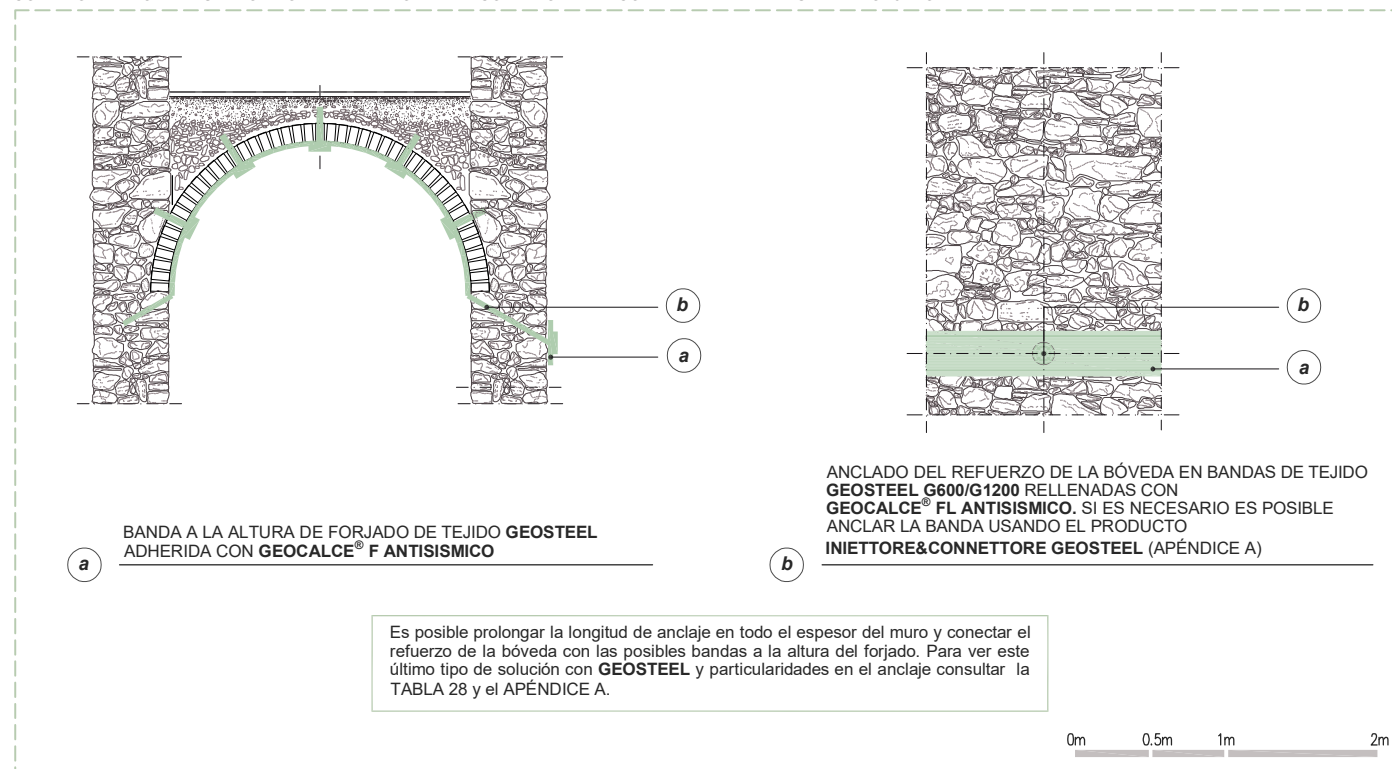 b
a
b
a
BANDA A LA ALTURA DE FORJADO DE TEJIDO GEOSTEEL
ADHERIDA CON GEOCALCE® F ANTISISMICO
a
ANCLADO DEL REFUERZO DE LA BÓVEDA EN BANDAS DE TEJIDO
GEOSTEEL G600/G1200 RELLENADAS CON
GEOCALCE® FL ANTISISMICO. SI ES NECESARIO ES POSIBLE
ANCLAR LA BANDA USANDO EL PRODUCTO
INIETTORE&CONNETTORE GEOSTEEL (APÉNDICE A)
b
Es posible prolongar la longitud de anclaje en todo el espesor del muro y conectar el
refuerzo de la bóveda con las posibles bandas a la altura del forjado. Para ver este
último tipo de solución con GEOSTEEL y particularidades en el anclaje consultar la
TABLA 28 y el APÉNDICE A.
0m 0.5m 1m 2m